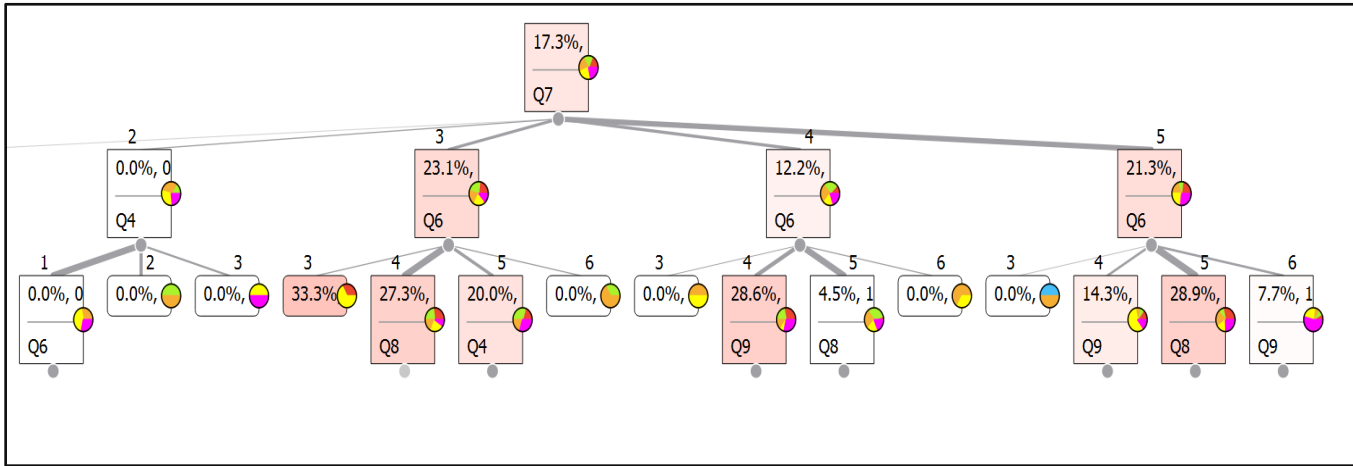 17.3%,
Q7
2 3 4 5
0.0%, 0 23.1%, 12.2%, 21.3%,
Q4 Q6 Q6 Q6
1 2 3 3 4 5 6 3 4 5 6 3 4 5 6
0.0%, 0 0.0%, 0.0%, 33.3% 27.3%, 20.0%, 0.0%, 0.0%, 28.6%, 4.5%, 1 0.0%, 0.0%, 14.3%, 28.9%, 7.7%, 1
Q6 Q8 Q4 Q9 Q8 Q9 Q8 Q9